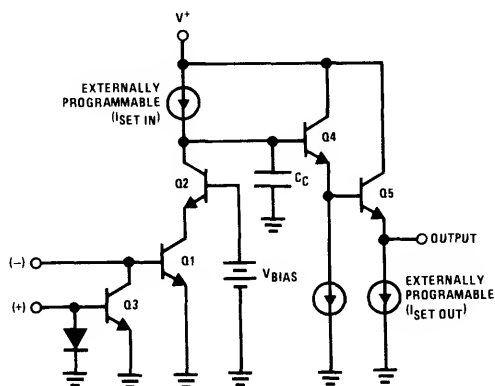 V+
EXTERNALLY
PROGRAMMABLE
(ISET IN)
Q4
Q2
CC
Q5
OUTPUT
(−)
Q1
VBIAS
EXTERNALLY
PROGRAMABLE
(ISET OUT)
(+)
Q3